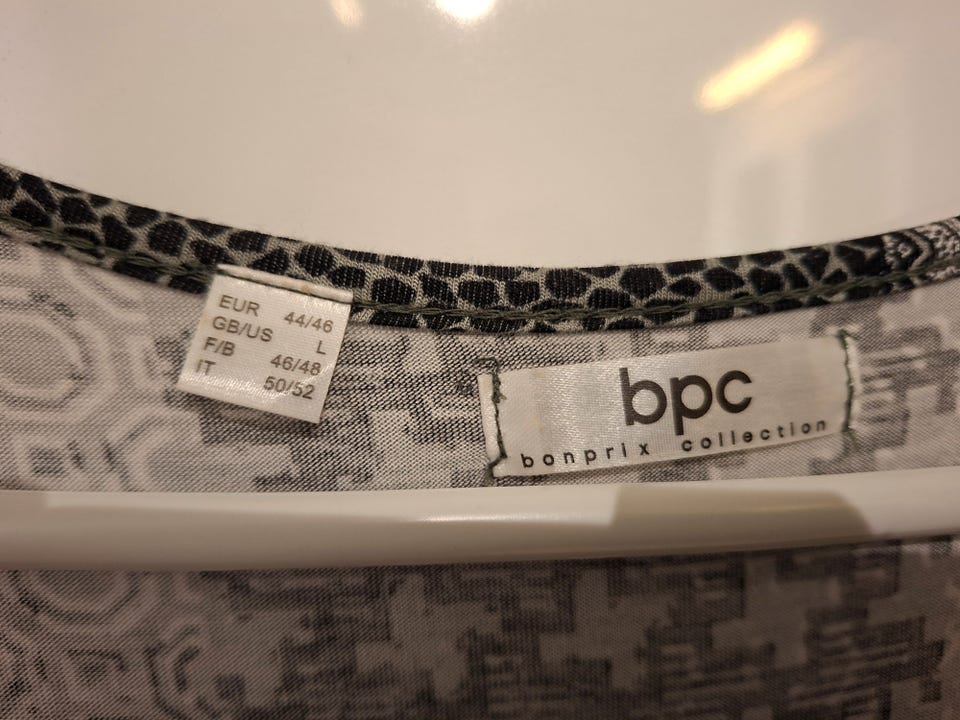 EUR 44/46
GB/US L
F/B 46/48
IT 50/52
bpc
bonprix collection